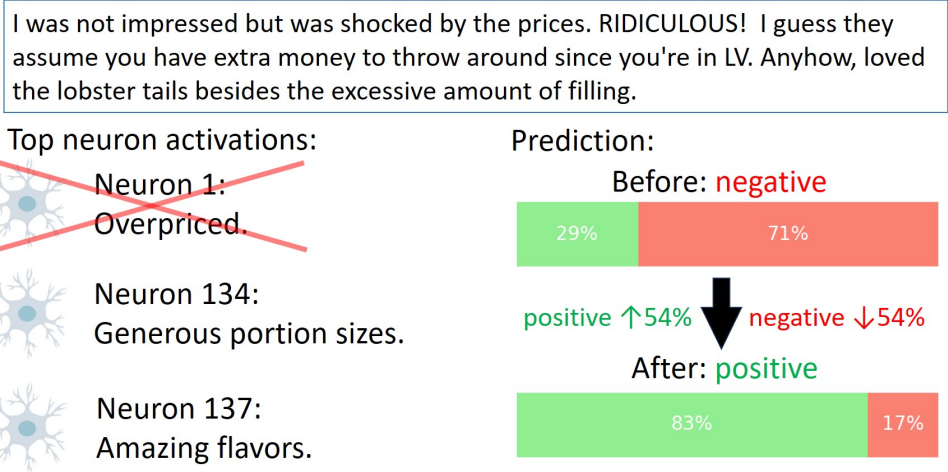 I was not impressed but was shocked by the prices. RIDICULOUS!  I guess they
assume you have extra money to throw around since you're in LV. Anyhow, loved
the lobster tails besides the excessive amount of filling.
Top neuron activations:
Neuron 1:
Overpriced.
Neuron 134:
Generous portion sizes.
Neuron 137:
Amazing flavors.
Prediction:
Before: negative
29% 71%
positive ↑54% negative ↓54%
After: positive
83% 17%